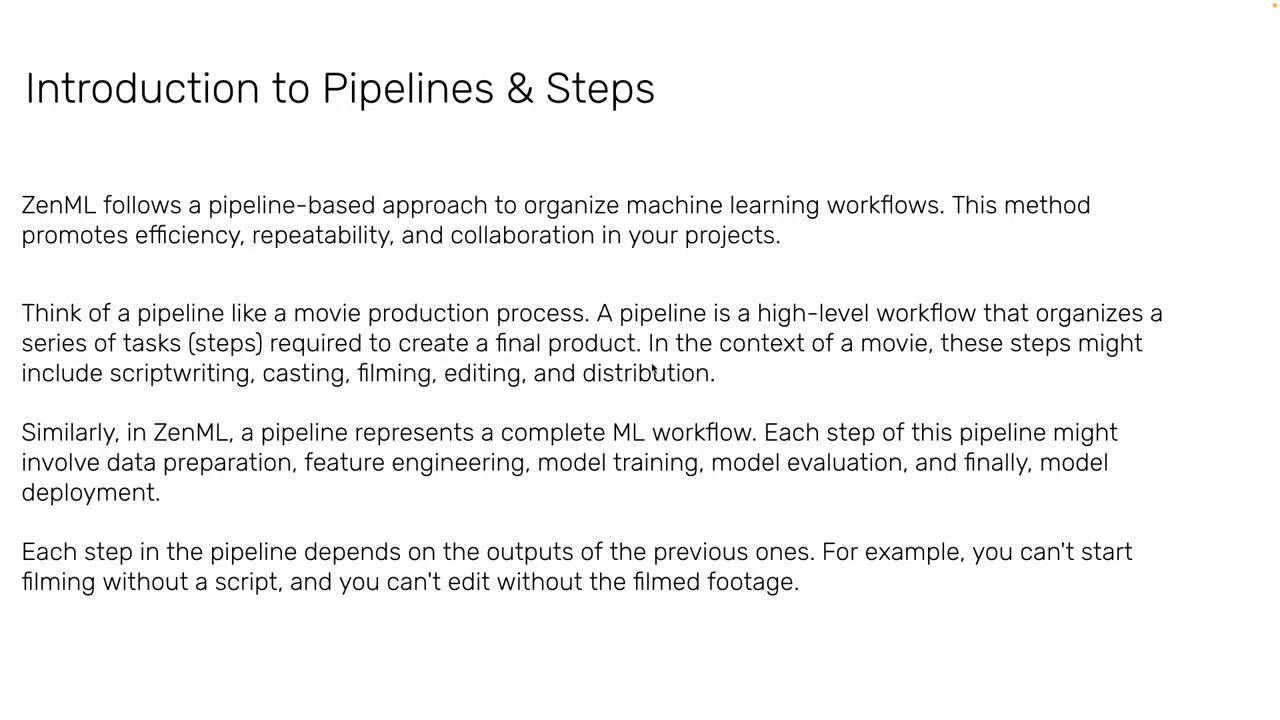 Introduction to Pipelines & Steps
ZenML follows a pipeline-based approach to organize machine learning workflows. This method
promotes efficiency, repeatability, and collaboration in your projects.
Think of a pipeline like a movie production process. A pipeline is a high-level workflow that organizes a
series of tasks (steps) required to create a final product. In the context of a movie, these steps might
include scriptwriting, casting, filming, editing, and distribution.
Similarly, in ZenML, a pipeline represents a complete ML workflow. Each step of this pipeline might
involve data preparation, feature engineering, model training, model evaluation, and finally, model
deployment.
Each step in the pipeline depends on the outputs of the previous ones. For example, you can't start
filming without a script, and you can't edit without the filmed footage.